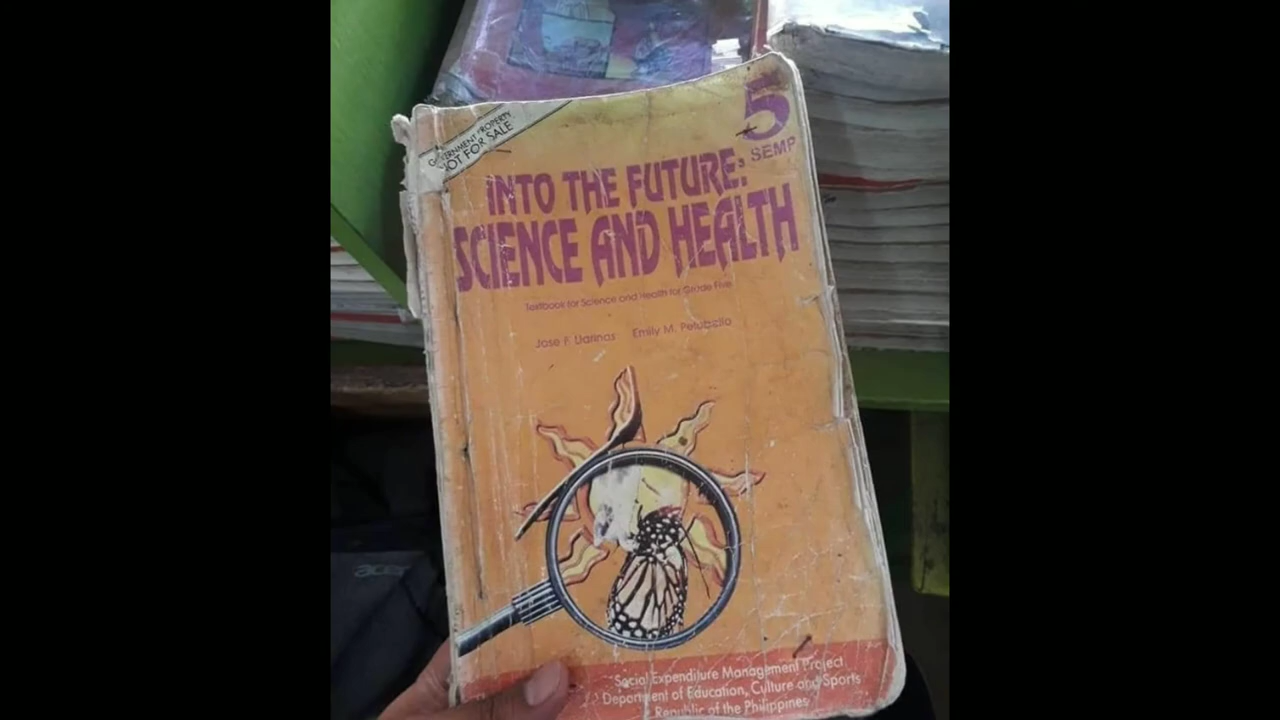 GOVERNMENT PROPERTY
NOT FOR SALE
5
SEMP
INTO THE FUTURE:
SCIENCE AND HEALTH
Textbook for Science and Health for Grade Five
Jose F. Emily M.
Social Expenditure Management Project
Department of Education, Culture and Sports
Republic of the Philippines
acer